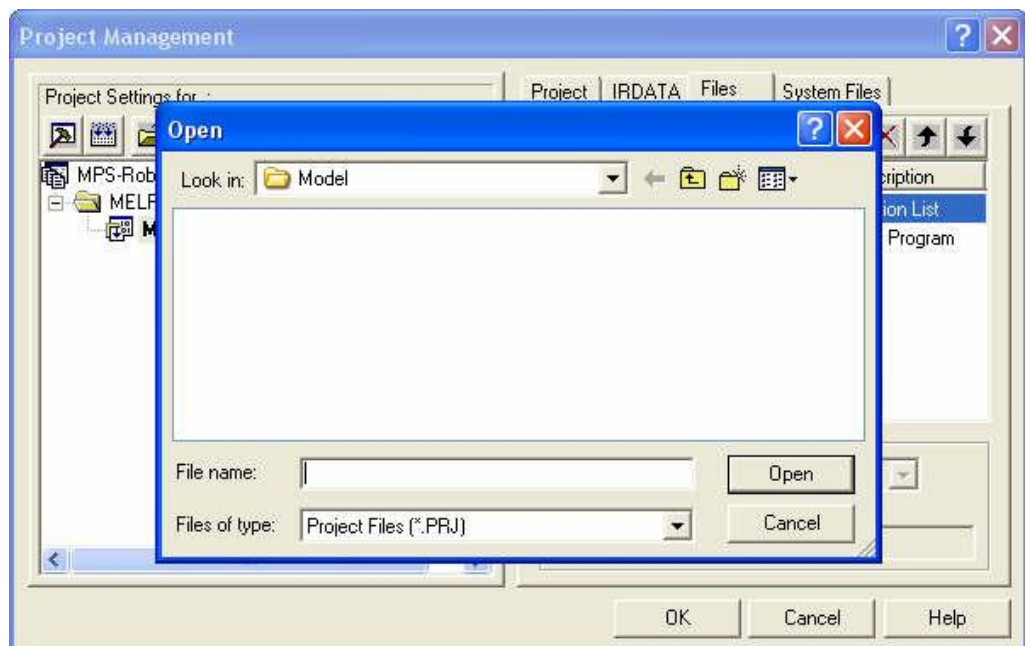 Project Management
Project Settings for :
Project IRDATA Files System Files
Open
Look in: Model
MPS-Rob
MELF
M
ription
ion List
Program
File name:
Open
Files of type: Project Files (*.PRJ)
Cancel
OK Cancel Help